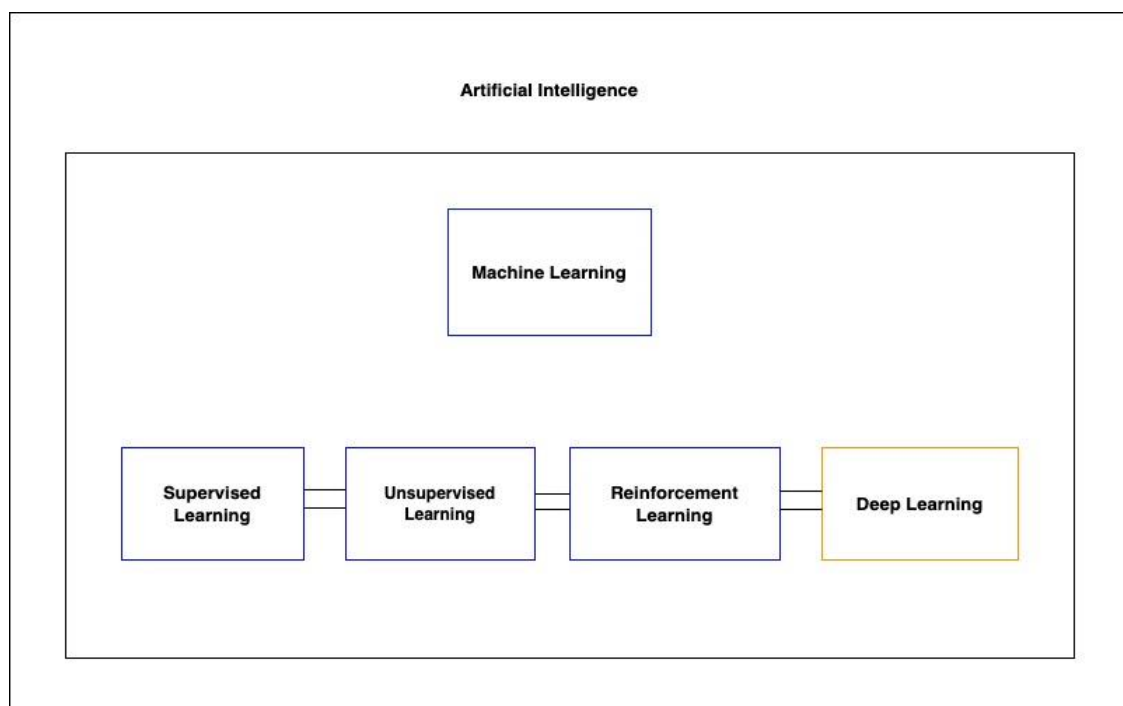 Artificial Intelligence
Machine Learning
Supervised
Learning
Unsupervised
Learning
Reinforcement
Learning
Deep Learning